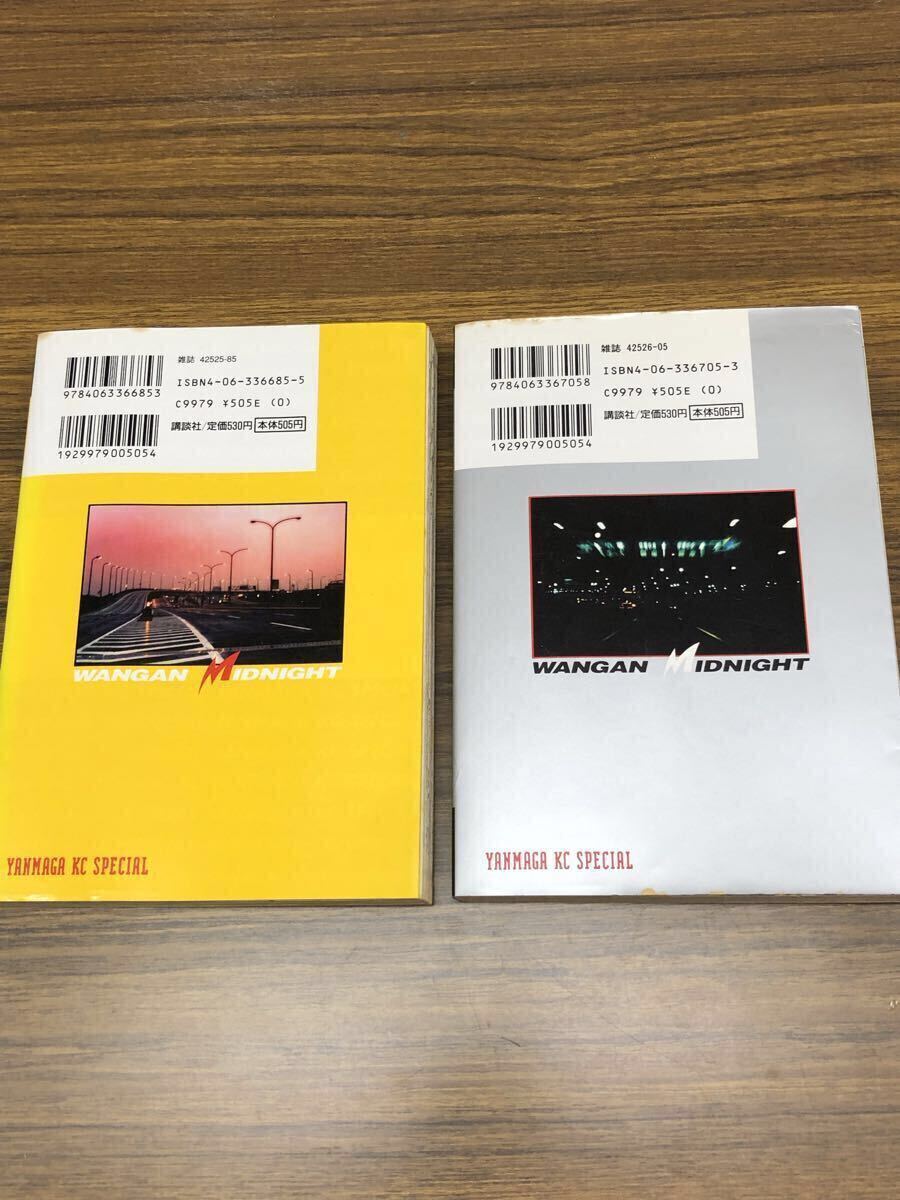 雑誌 42525-85
ISBN4-06-336685-5
9784063366853
C9979 ¥505E (0)
講談社/定価530円 本体505円
1929979005054
WANGAN MIDNIGHT
YANMAGA KC SPECIAL
雑誌 42526-05
ISBN4-06-336705-3
9784063367058
C9979 ¥505E (0)
講談社/定価530円 本体505円
1929979005054
WANGAN MIDNIGHT
YANMAGA KC SPECIAL